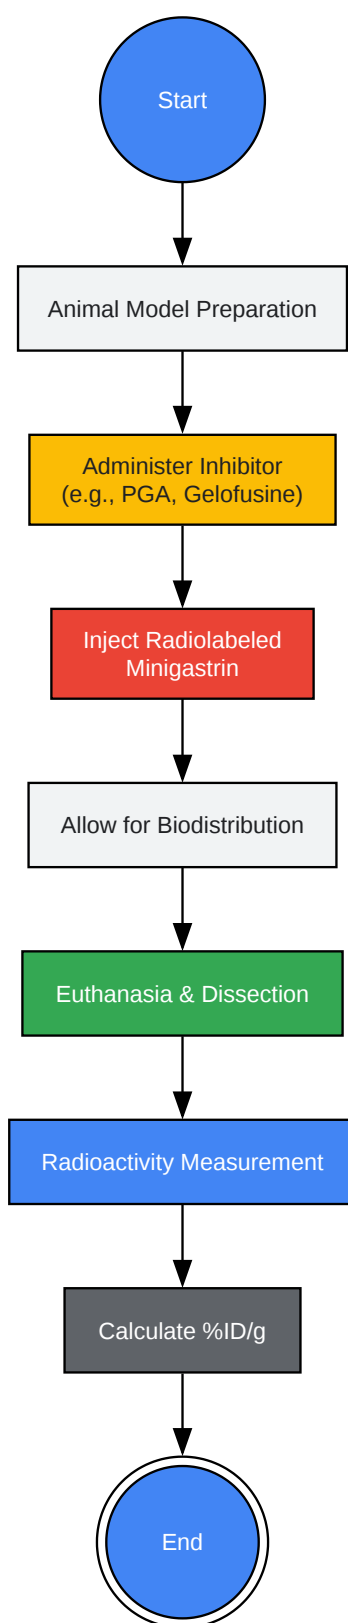 Start
Animal Model Preparation
Administer Inhibitor
(e.g., PGA, Gelofusine)
Inject Radiolabeled
Minigastrin
Allow for Biodistribution
Euthanasia & Dissection
Radioactivity Measurement
Calculate %ID/g
End